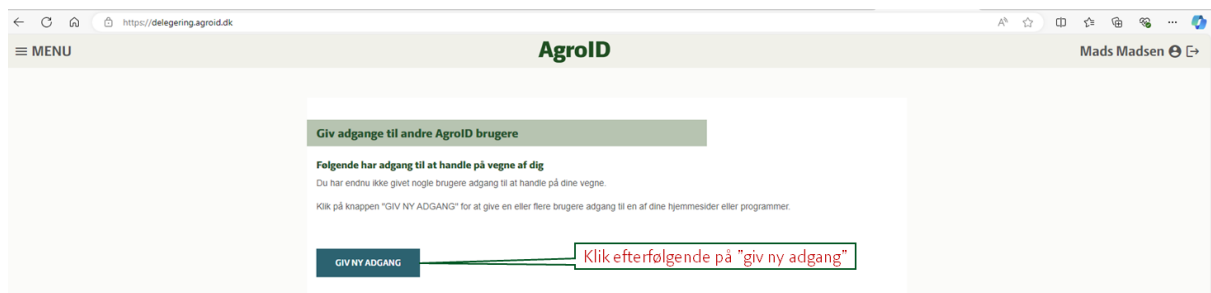 https://delegering.agroid.dk
MENU
AgroID
Mads Madsen
Giv adgange til andre AgroID brugere
Følgende har adgang til at handle på vegne af dig
Du har endnu ikke givet nogle brugere adgang til at handle på dine vegne.
Klik på knappen "GIV NY ADGANG" for at give en eller flere brugere adgang til en af dine hjemmesider eller programmer.
GIV NY ADGANG
Klik efterfølgende på ”giv ny adgang”